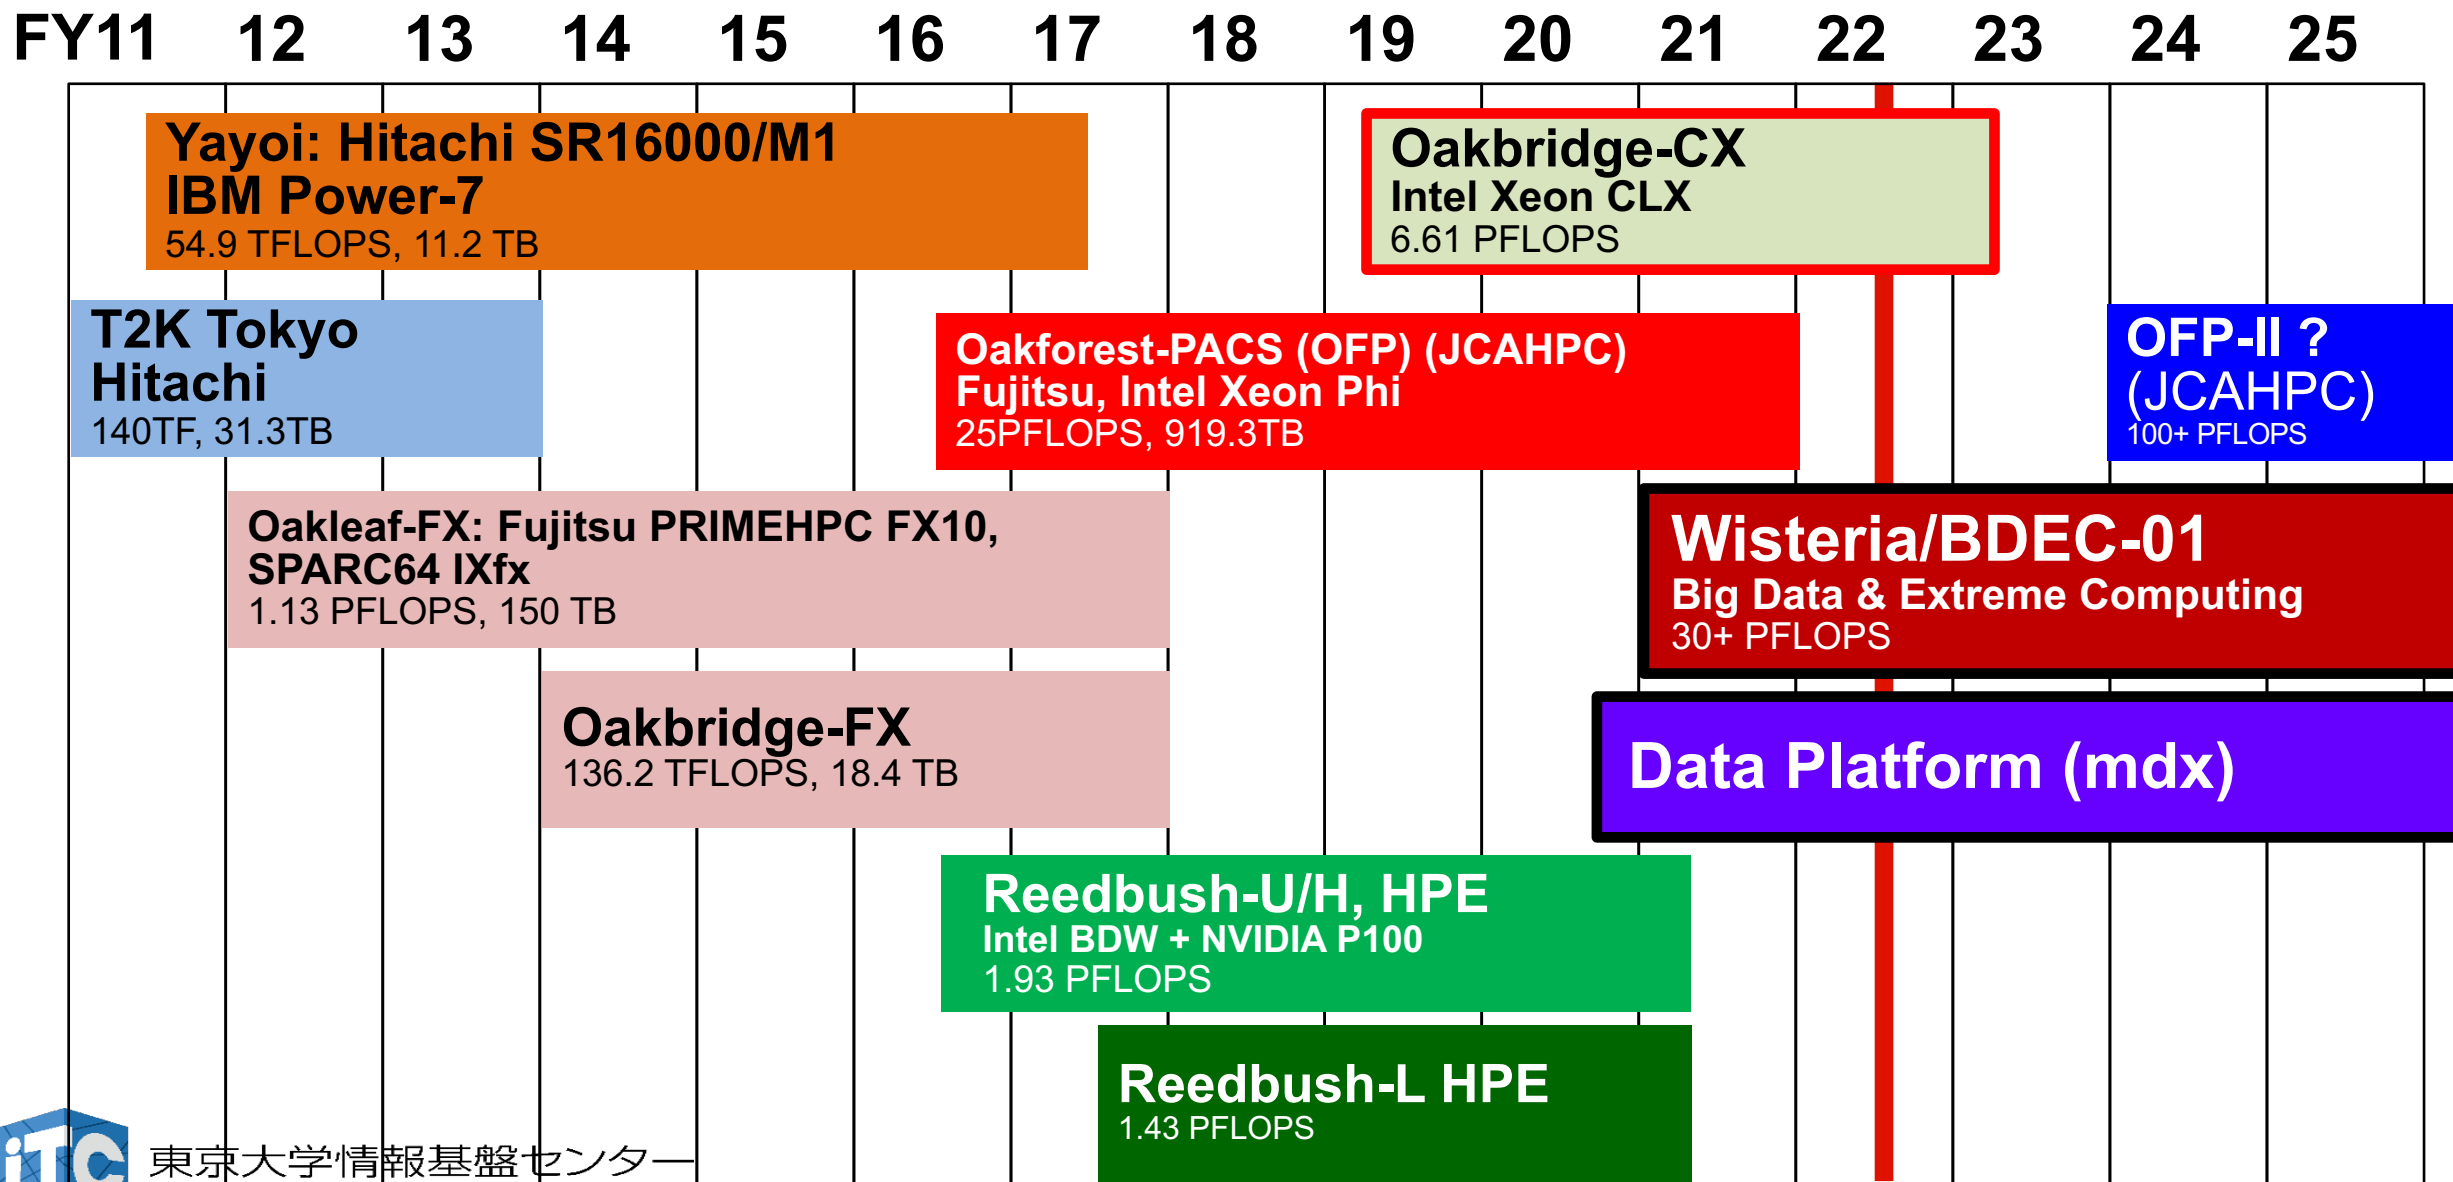 FY11 12 13 14 15 16 17 18 19 20 21 22 23 24 25
Yayoi: Hitachi SR16000/M1
IBM Power-7
54.9 TFLOPS, 11.2 TB
Oakbridge-CX
Intel Xeon CLX
6.61 PFLOPS
T2K Tokyo
Hitachi
140TF, 31.3TB
Oakforest-PACS (OFP) (JCAHPC)
Fujitsu, Intel Xeon Phi
25PFLOPS, 919.3TB
OFP-II ?
(JCAHPC)
100+ PFLOPS
Oakleaf-FX: Fujitsu PRIMEHPC FX10,
SPARC64 IXfx
1.13 PFLOPS, 150 TB
Wisteria/BDEC-01
Big Data & Extreme Computing
30+ PFLOPS
Oakbridge-FX
136.2 TFLOPS, 18.4 TB
Data Platform (mdx)
Reedbush-U/H, HPE
Intel BDW + NVIDIA P100
1.93 PFLOPS
Reedbush-L HPE
1.43 PFLOPS
iTC
東京大学情報基盤センター